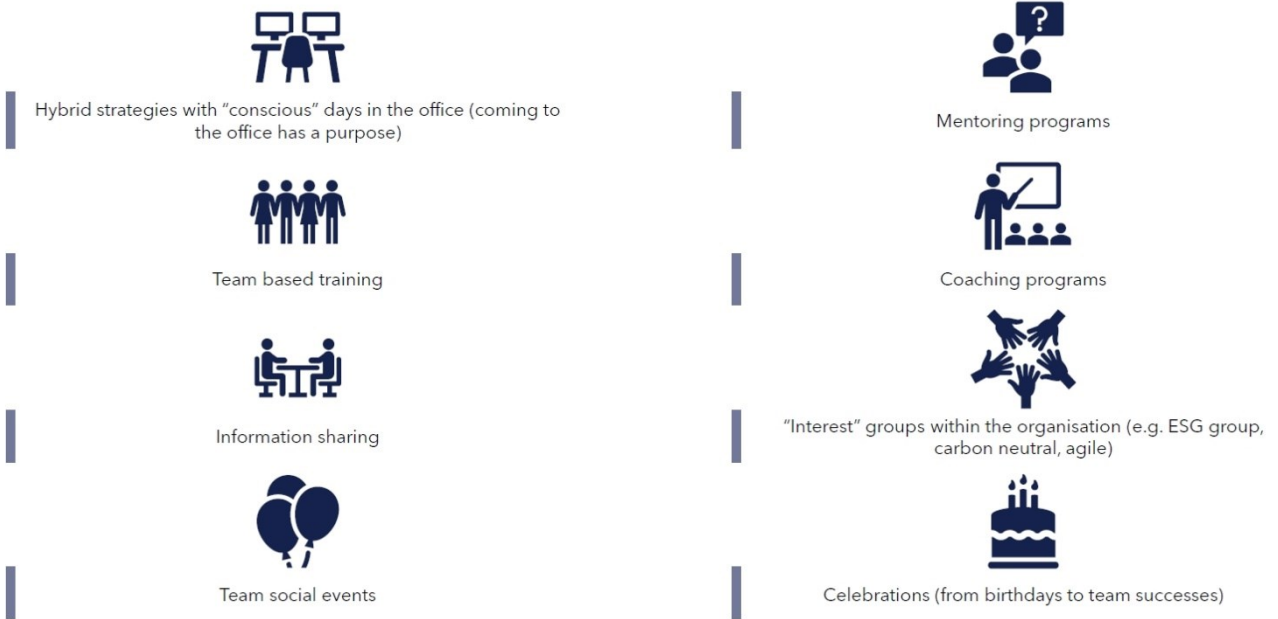 Hybrid strategies with “conscious” days in the office (coming to
the office has a purpose)
Team based training
Information sharing
Team social events
?
Mentoring programs
Coaching programs
“Interest” groups within the organisation (e.g. ESG group,
carbon neutral, agile)
Celebrations (from birthdays to team successes)